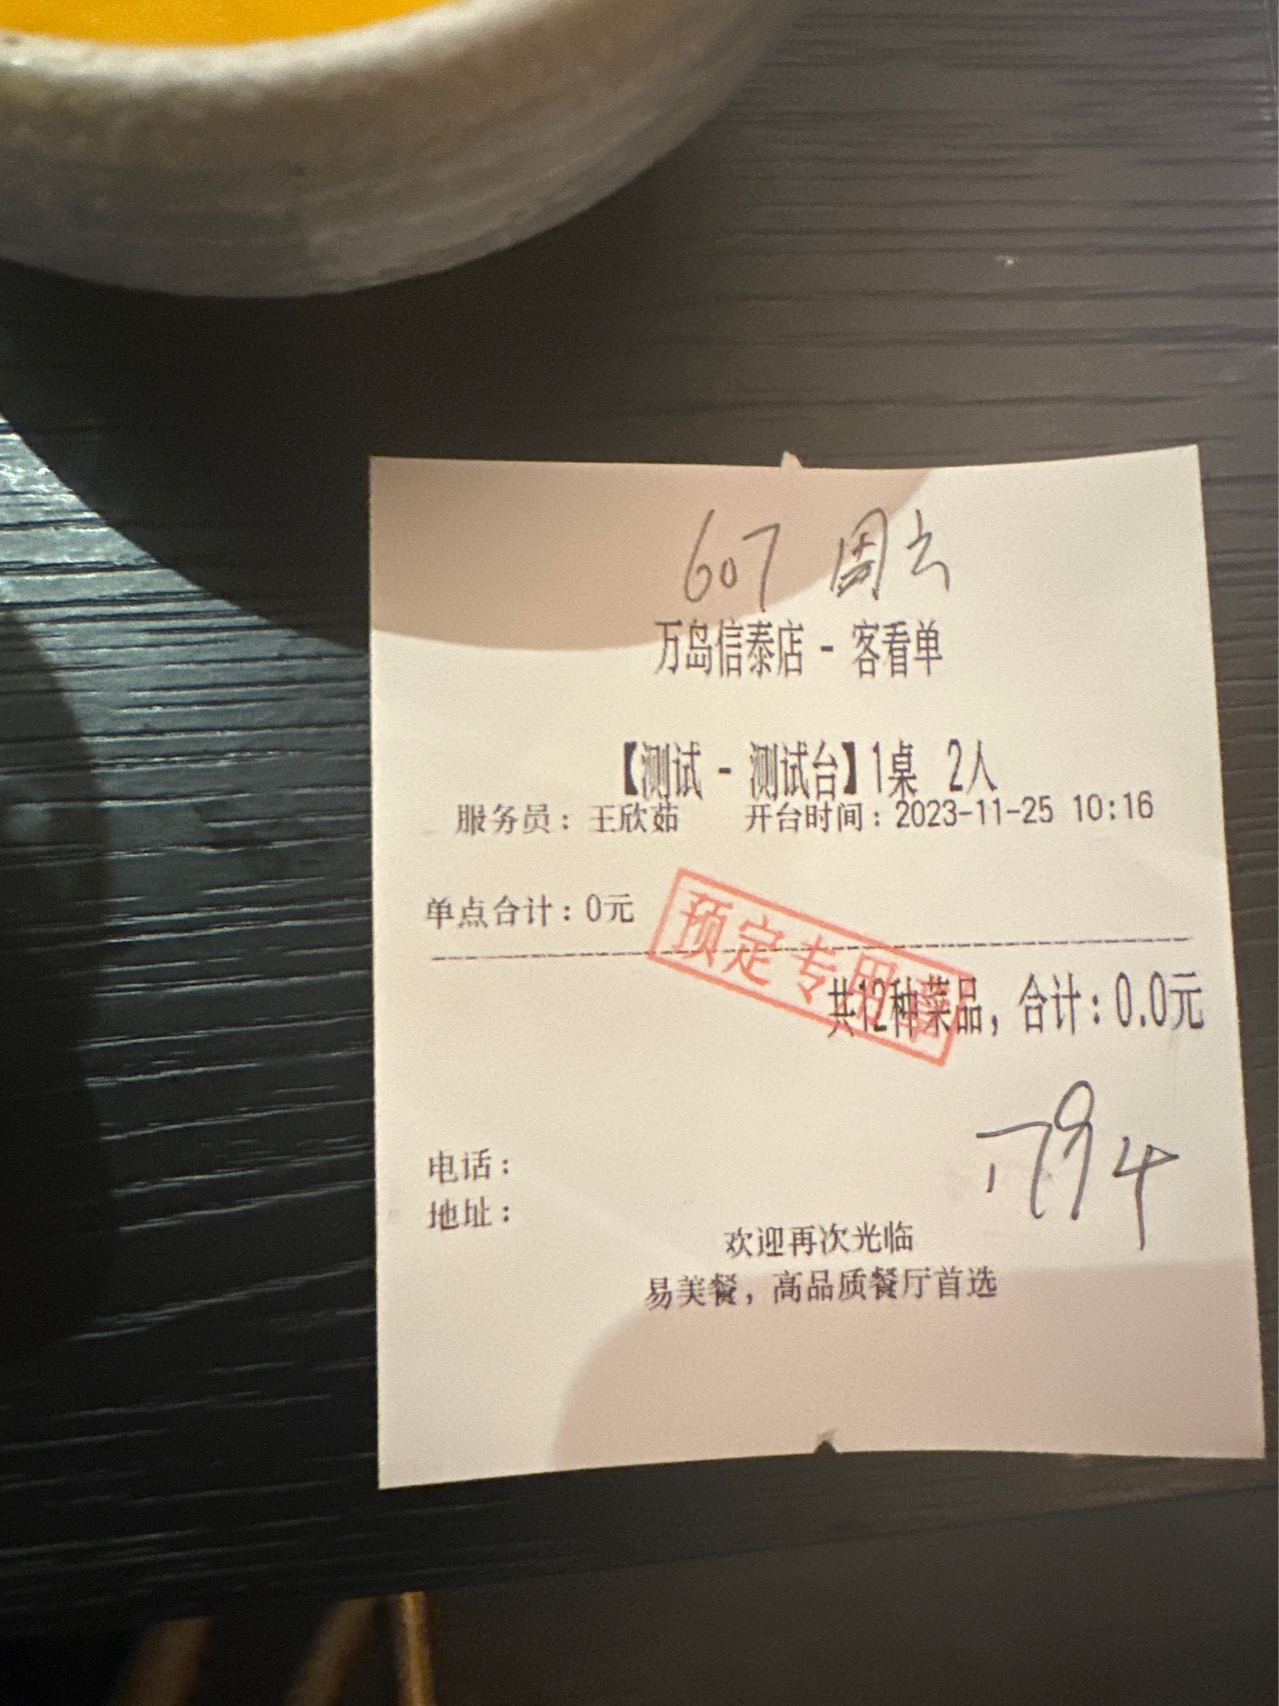 607 周
万岛信泰店 - 客看单
【测试 - 测试台】1桌 2人
服务员：王欣茹 开台时间：2023-11-25 10:16
单点合计：0元
预定专用
共12种菜品，合计：0.0元
电话：
地址：
欢迎再次光临
易美餐，高品质餐厅首选